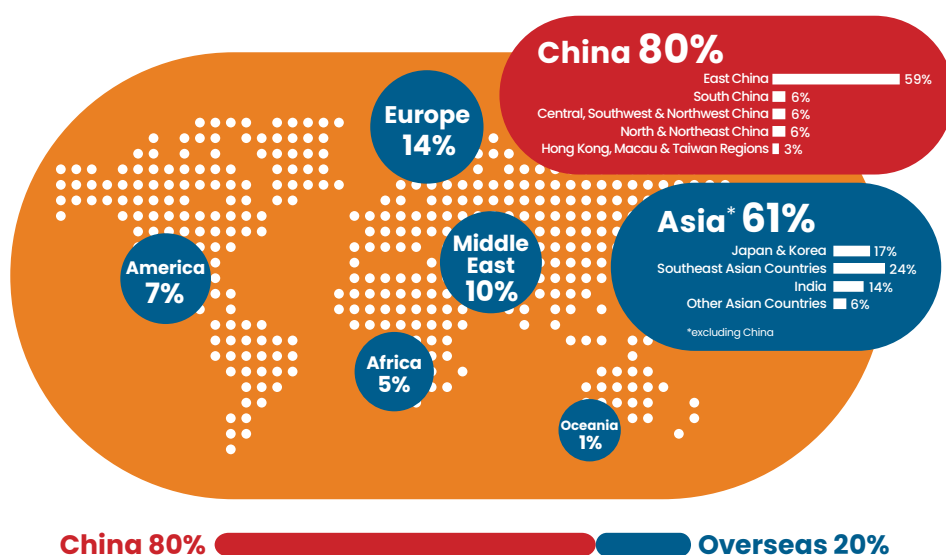 China 80%
East China 59%
South China 6%
Central, Southwest & Northwest China 6%
North & Northeast China 6%
Hong Kong, Macau & Taiwan Regions 3%
Europe
14%
Asia* 61%
Japan & Korea 17%
Southeast Asian Countries 24%
India 14%
Other Asian Countries 6%
*excluding China
Middle
East
10%
America
7%
Africa
5%
Oceania
1%
China 80% Overseas 20%